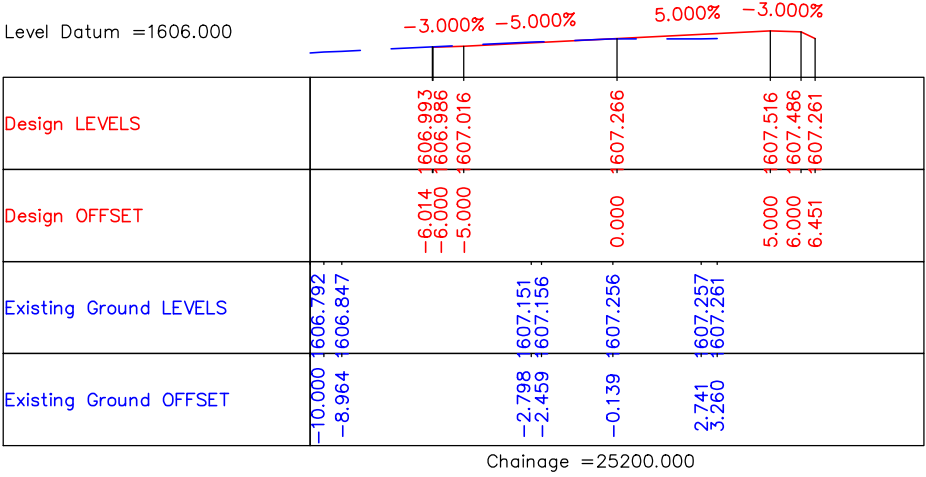 -3.000% -5.000% 5.000% -3.000%
Level Datum =1606.000
Design LEVELS 1606.993 1606.986 1607.016 1607.266 1607.516 1607.486 1607.261
Design OFFSET -6.014 -6.000 -5.000 0.000 5.000 6.000 6.451
Existing Ground LEVELS 1606.792 1606.847 1607.151 1607.156 1607.256 1607.257 1607.261
Existing Ground OFFSET -10.000 -8.964 -2.798 -2.459 -0.139 2.741 3.260
Chainage =25200.000